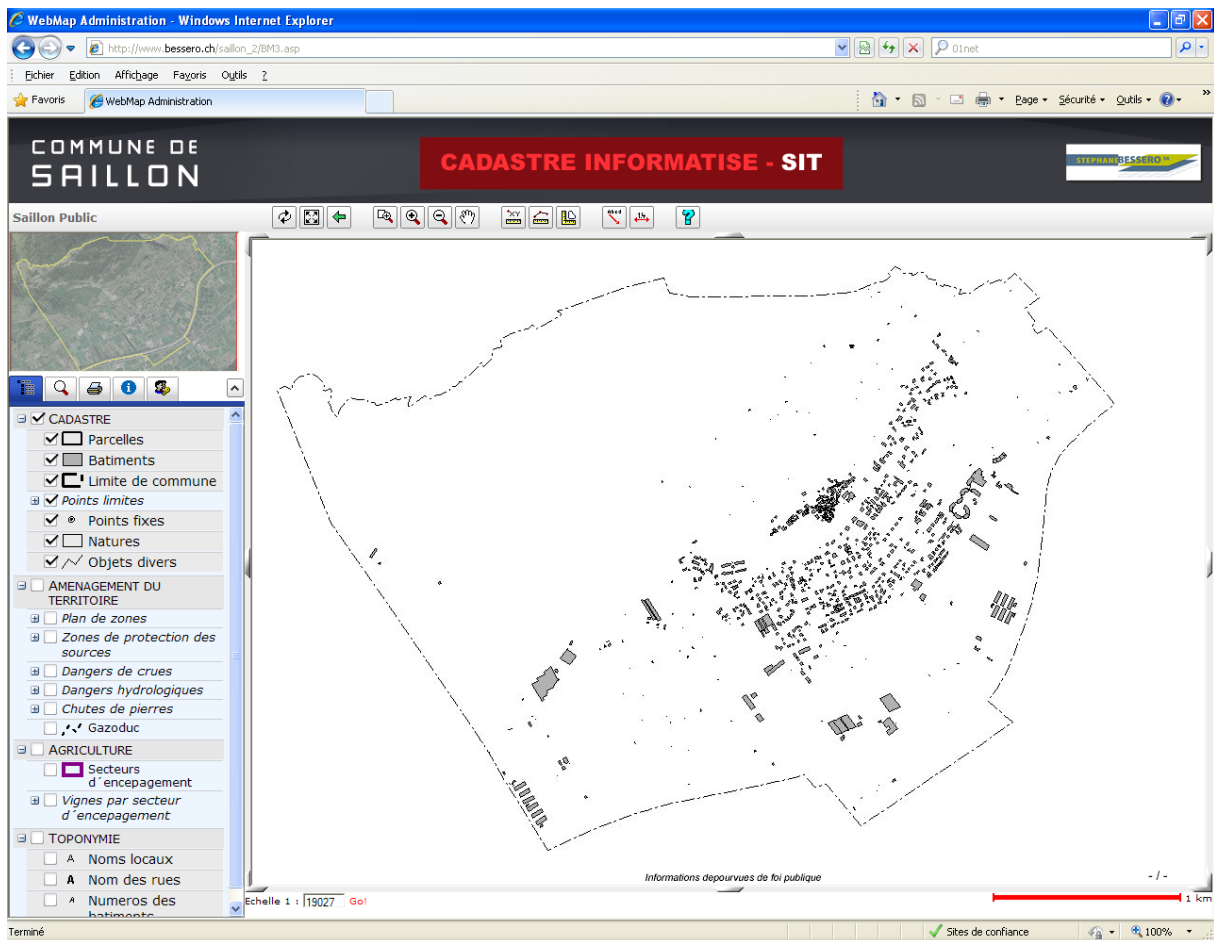 WebMap Administration - Windows Internet Explorer
http://www.bessero.ch/saillon_2/BM3.asp
01net
Fichier Edition Affichage Favoris Outils ?
Favoris WebMap Administration Page Sécurité Outils
COMMUNE DE
SAILLON
CADASTRE INFORMATISE - SIT
STEPHANE BESSERO SA
Saillon Public
CADASTRE
Parcelles
Batiments
Limite de commune
Points limites
Points fixes
Natures
Objets divers
AMENAGEMENT DU
TERRITOIRE
Plan de zones
Zones de protection des
sources
Dangers de crues
Dangers hydrologiques
Chutes de pierres
Gazoduc
AGRICULTURE
Secteurs
d´encepagement
Vignes par secteur
d´encepagement
TOPONYMIE
A Noms locaux
A Nom des rues
A Numeros des
batiments
Informations depourvues de foi publique
- / -
Echelle 1 : 19027 Go!
1 km
Terminé
Sites de confiance
100%